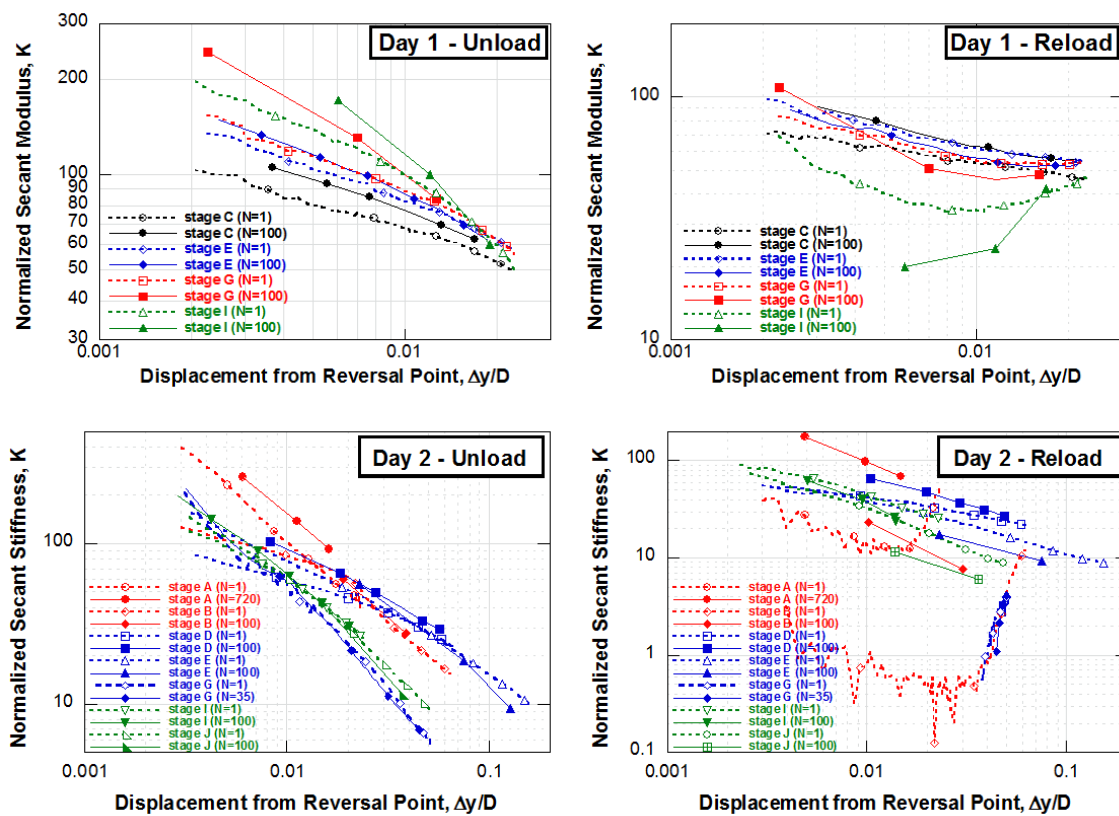 Day 1 - Unload
Normalized Secant Modulus, K
300
200
100
90
80
70
60
50
40
30
stage C (N=1)
stage C (N=100)
stage E (N=1)
stage E (N=100)
stage G (N=1)
stage G (N=100)
stage I (N=1)
stage I (N=100)
0.001
0.01
Displacement from Reversal Point, Δy/D
Day 1 - Reload
Normalized Secant Modulus, K
100
10
stage C (N=1)
stage C (N=100)
stage E (N=1)
stage E (N=100)
stage G (N=1)
stage G (N=100)
stage I (N=1)
stage I (N=100)
0.001
0.01
Displacement from Reversal Point, Δy/D
Day 2 - Unload
Normalized Secant Stiffness, K
100
10
stage A (N=1)
stage A (N=720)
stage B (N=1)
stage B (N=100)
stage D (N=1)
stage D (N=100)
stage E (N=1)
stage E (N=100)
stage G (N=1)
stage G (N=35)
stage I (N=1)
stage I (N=100)
stage J (N=1)
stage J (N=100)
0.001
0.01
0.1
Displacement from Reversal Point, Δy/D
Day 2 - Reload
Normalized Secant Stiffness, K
100
10
1
0.1
stage A (N=1)
stage A (N=720)
stage B (N=1)
stage B (N=100)
stage D (N=1)
stage D (N=100)
stage E (N=1)
stage E (N=100)
stage G (N=1)
stage G (N=35)
stage I (N=1)
stage I (N=100)
stage J (N=1)
stage J (N=100)
0.001
0.01
0.1
Displacement from Reversal Point, Δy/D